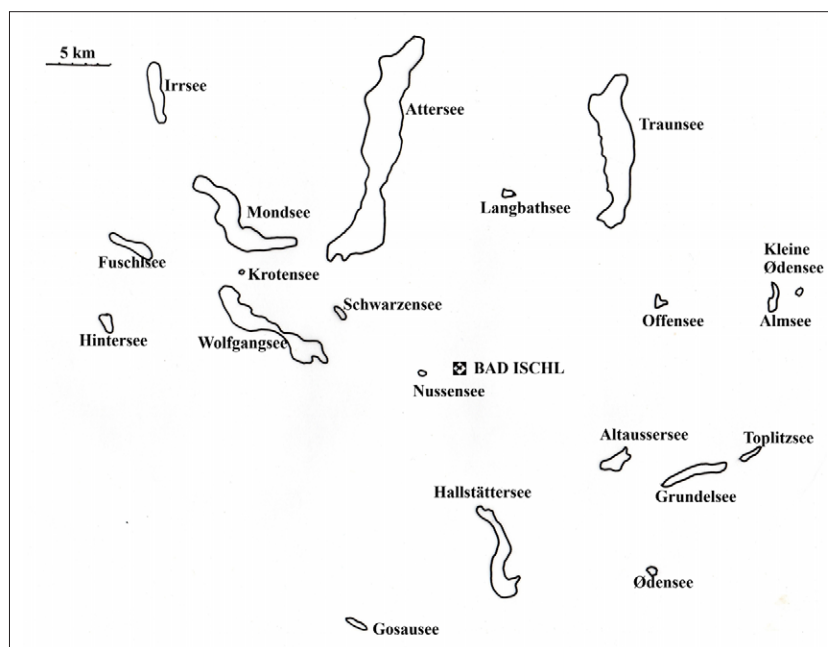 5 km
Irrsee
Attersee
Traunsee
Langbathsee
Mondsee
Fuschlsee
Krotensee
Kleine
Ødensee
Schwarzensee
Offensee
Almsee
Hintersee
Wolfgangsee
BAD ISCHL
Nussensee
Altaussersee
Toplitzsee
Grundelsee
Hallstättersee
Ødensee
Gosausee